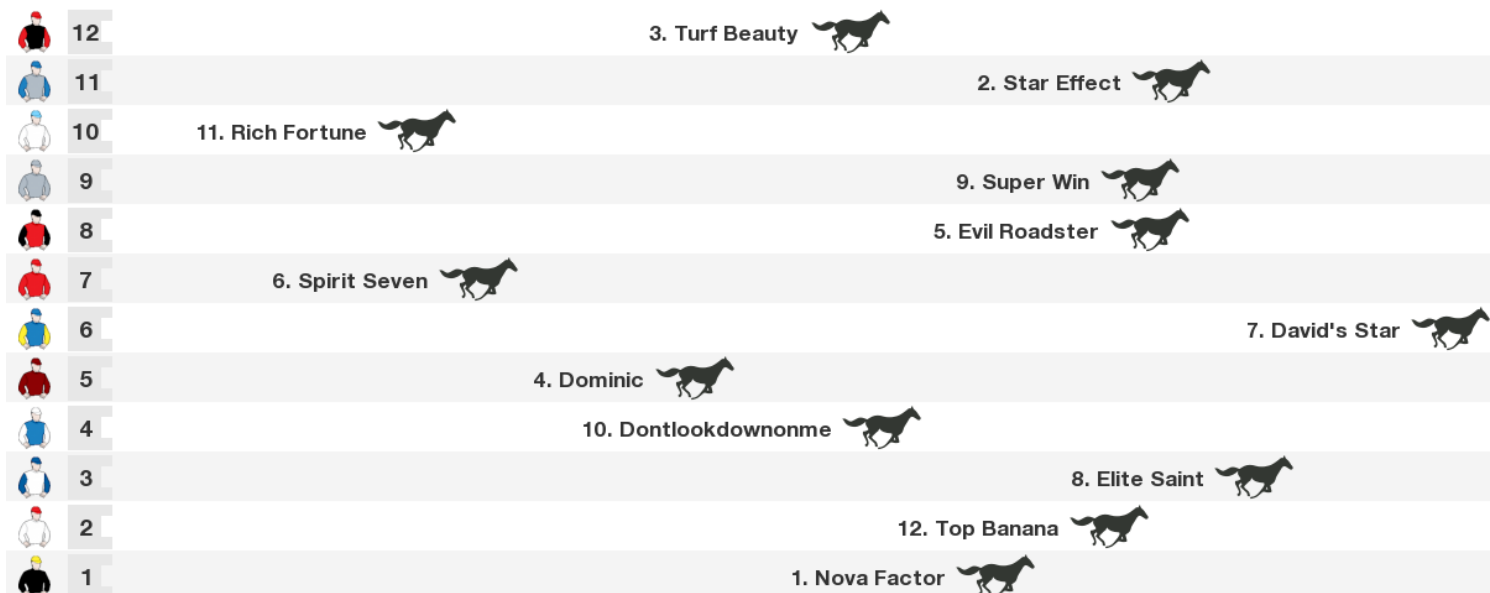 12 3. Turf Beauty
11 2. Star Effect
10 11. Rich Fortune
9 9. Super Win
8 5. Evil Roadster
7 6. Spirit Seven
6 7. David's Star
5 4. Dominic
4 10. Dontlookdownonme
3 8. Elite Saint
2 12. Top Banana
1 1. Nova Factor